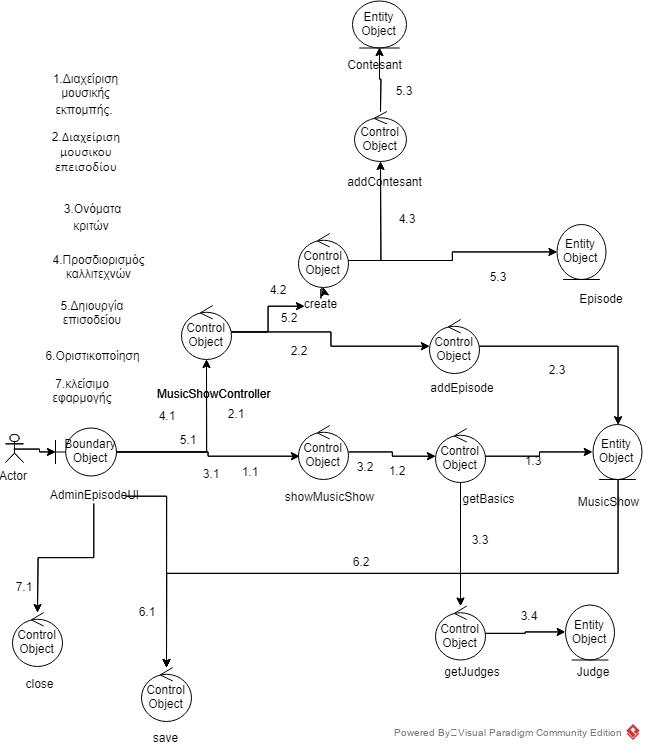 Entity
Object
Contesant
5.3
1.Διαχείριση
μουσικής
εκπομπής.
Control
Object
2.Διαχείριση
μουσικου
επεισοδίου
addContesant
3.Ονόματα
κριτών
4.3
4.Προσδιορισμός
καλλιτεχνών
Control
Object
Entity
Object
5.3
4.2
create
Episode
5.Δηιουργία
επισοδείου
5.2
Control
Object
2.2
Control
Object
6.Οριστικοποίηση
2.3
7.κλείσιμο
εφαρμογής
addEpisode
MusicShowController
4.1
2.1
5.1
Boundary
Object
Control
Object
Control
Object
Entity
Object
3.1
1.1
3.2
1.2
1.3
Actor
AdminEpisodeUI
showMusicShow
getBasics
MusicShow
3.3
6.2
7.1
6.1
3.4
Control
Object
Control
Object
Entity
Object
close
getJudges
Judge
Control
Object
save
Powered By Visual Paradigm Community Edition